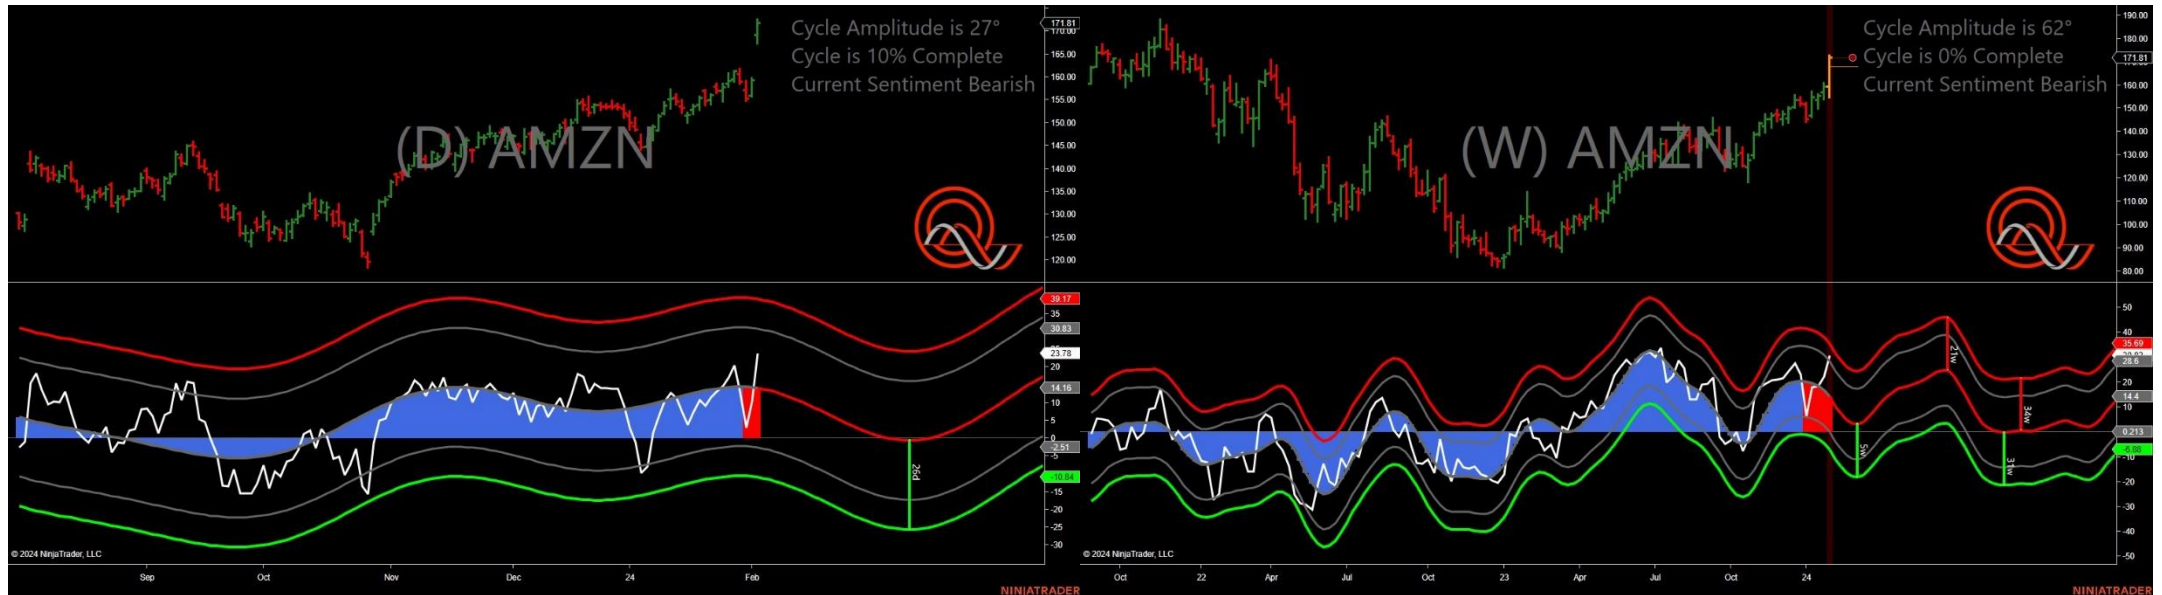 Cycle Amplitude is 27°
Cycle is 10% Complete
Current Sentiment Bearish
(D) AMZN
171.81
170.00
165.00
160.00
155.00
150.00
145.00
140.00
135.00
130.00
125.00
120.00
39.17
35
30.83
23.78
20
14.16
10
5
0
-2.51
-5
-10.84
-15
-20
-25
-30
26d
© 2024 NinjaTrader, LLC
Sep Oct Nov Dec 24 Feb
NINJATRADER
Cycle Amplitude is 62°
Cycle is 0% Complete
Current Sentiment Bearish
(W) AMZN
190.00
180.00
171.81
160.00
150.00
140.00
130.00
120.00
110.00
100.00
90.00
80.00
50
40
35.69
28.6
20
14.4
10
0.213
-6.88
-10
-20
-30
-40
-50
21w
34w
5w
31w
© 2024 NinjaTrader, LLC
Oct 22 Apr Jul Oct 23 Apr Jul Oct 24
NINJATRADER